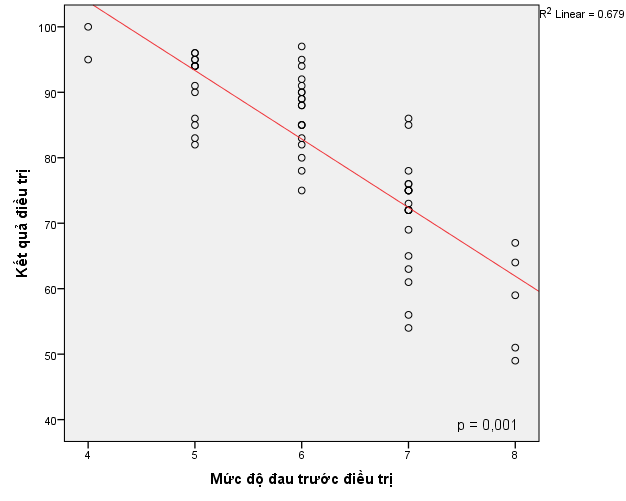 R² Linear = 0.679
100
90
80
70
60
50
40
Kết quả điều trị
p = 0,001
4 5 6 7 8
Mức độ đau trước điều trị